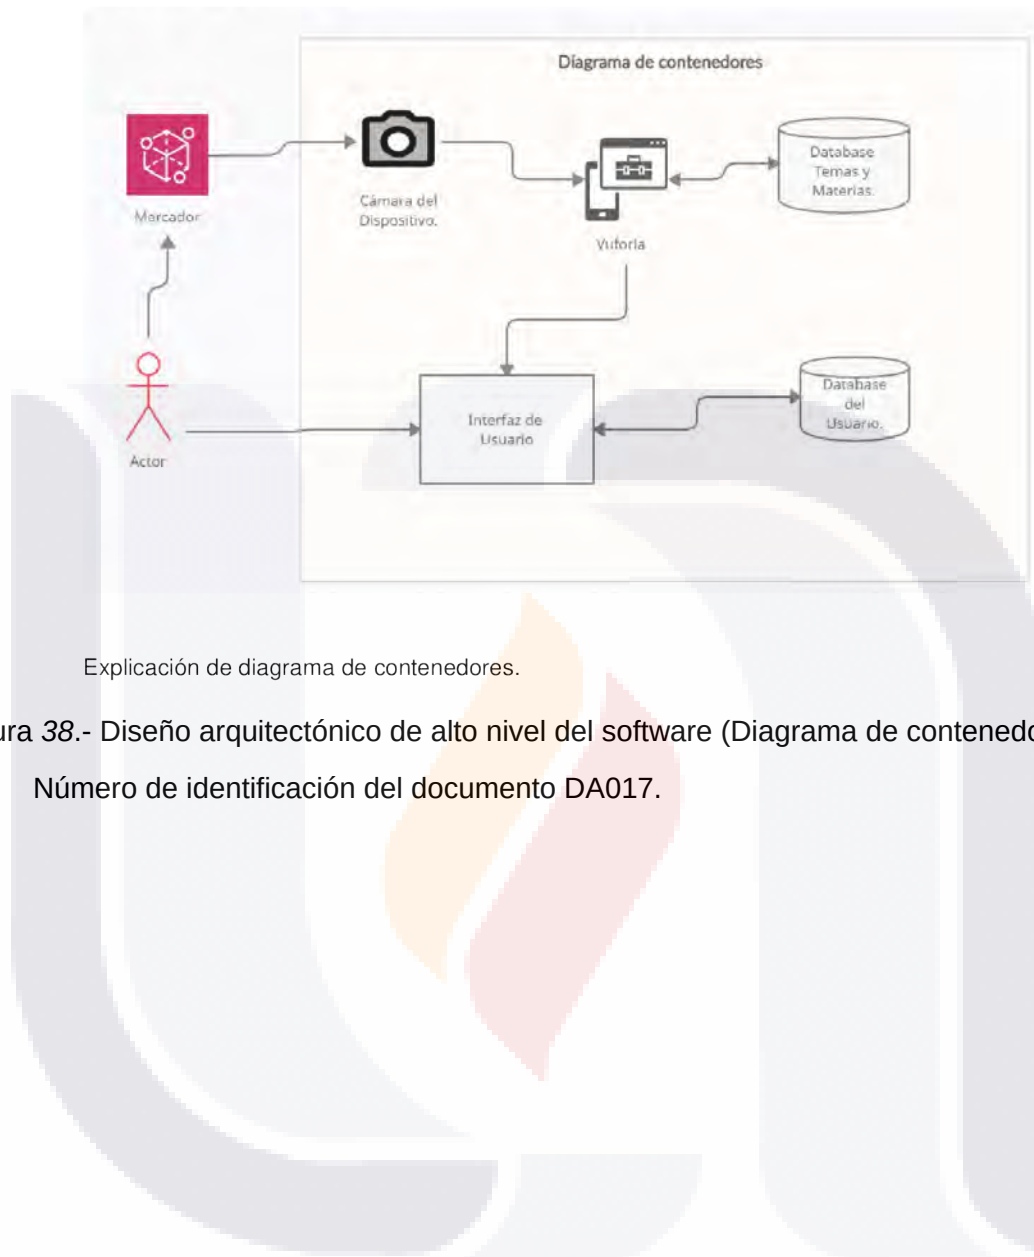 Diagrama de contenedores
Marcador
Cámara del
Dispositivo.
Vuforia
Database
Temas y
Materias.
Actor
Interfaz de
Usuario
Database
del
Usuario.
Explicación de diagrama de contenedores.
ura 38.- Diseño arquitectónico de alto nivel del software (Diagrama de contenedo
Número de identificación del documento DA017.